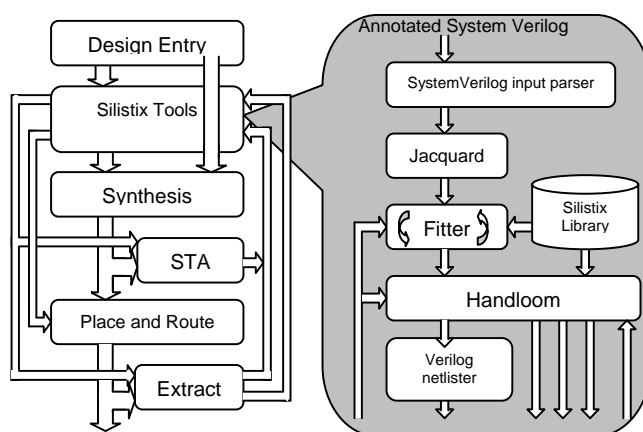 Design Entry
Silistix Tools
Synthesis
STA
Place and Route
Extract
Annotated System Verilog
SystemVerilog input parser
Jacquard
Fitter
Silistix
Library
Handloom
Verilog
netlister